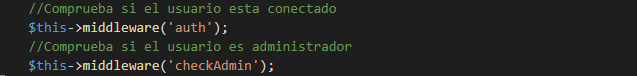 //Comprueba si el usuario esta conectado
$this->middleware('auth');
//Comprueba si el usuario es administrador
$this->middleware('checkAdmin');